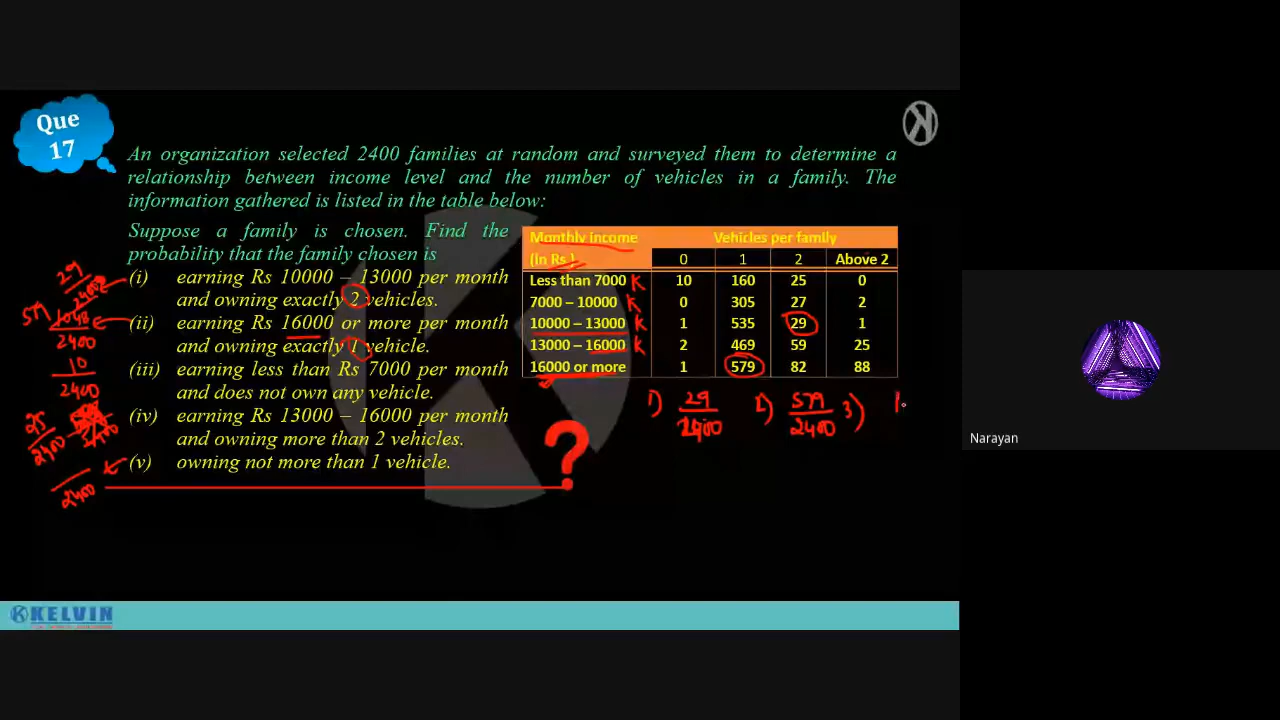 Que
17
An organization selected 2400 families at random and surveyed them to determine a
relationship between income level and the number of vehicles in a family. The
information gathered is listed in the table below:
Suppose a family is chosen. Find the
probability that the family chosen is
(i) earning Rs 10000 – 13000 per month
and owning exactly 2 vehicles.
(ii) earning Rs 16000 or more per month
and owning exactly 1 vehicle.
(iii) earning less than Rs 7000 per month
and does not own any vehicle.
(iv) earning Rs 13000 – 16000 per month
and owning more than 2 vehicles.
(v) owning not more than 1 vehicle.
Monthly income Vehicles per family
(In Rs ) 0 1 2 Above 2
Less than 7000 K 10 160 25 0
7000 – 10000 K 0 305 27 2
10000 – 13000 K 1 535 29 1
13000 – 16000 K 2 469 59 25
16000 or more 1 579 82 88
1) 29/2400 2) 579/2400 3)
29
579
2400
10
2400
25
2400
2400
?
KELVIN
Narayan